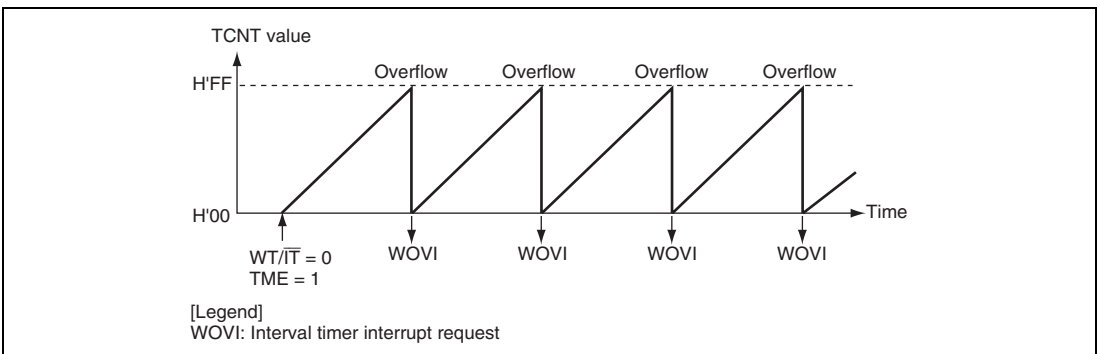 TCNT value
Overflow Overflow Overflow Overflow
H'FF
H'00
Time
WT/I̅T̅ = 0
TME = 1
WOVI WOVI WOVI WOVI
[Legend]
WOVI: Interval timer interrupt request